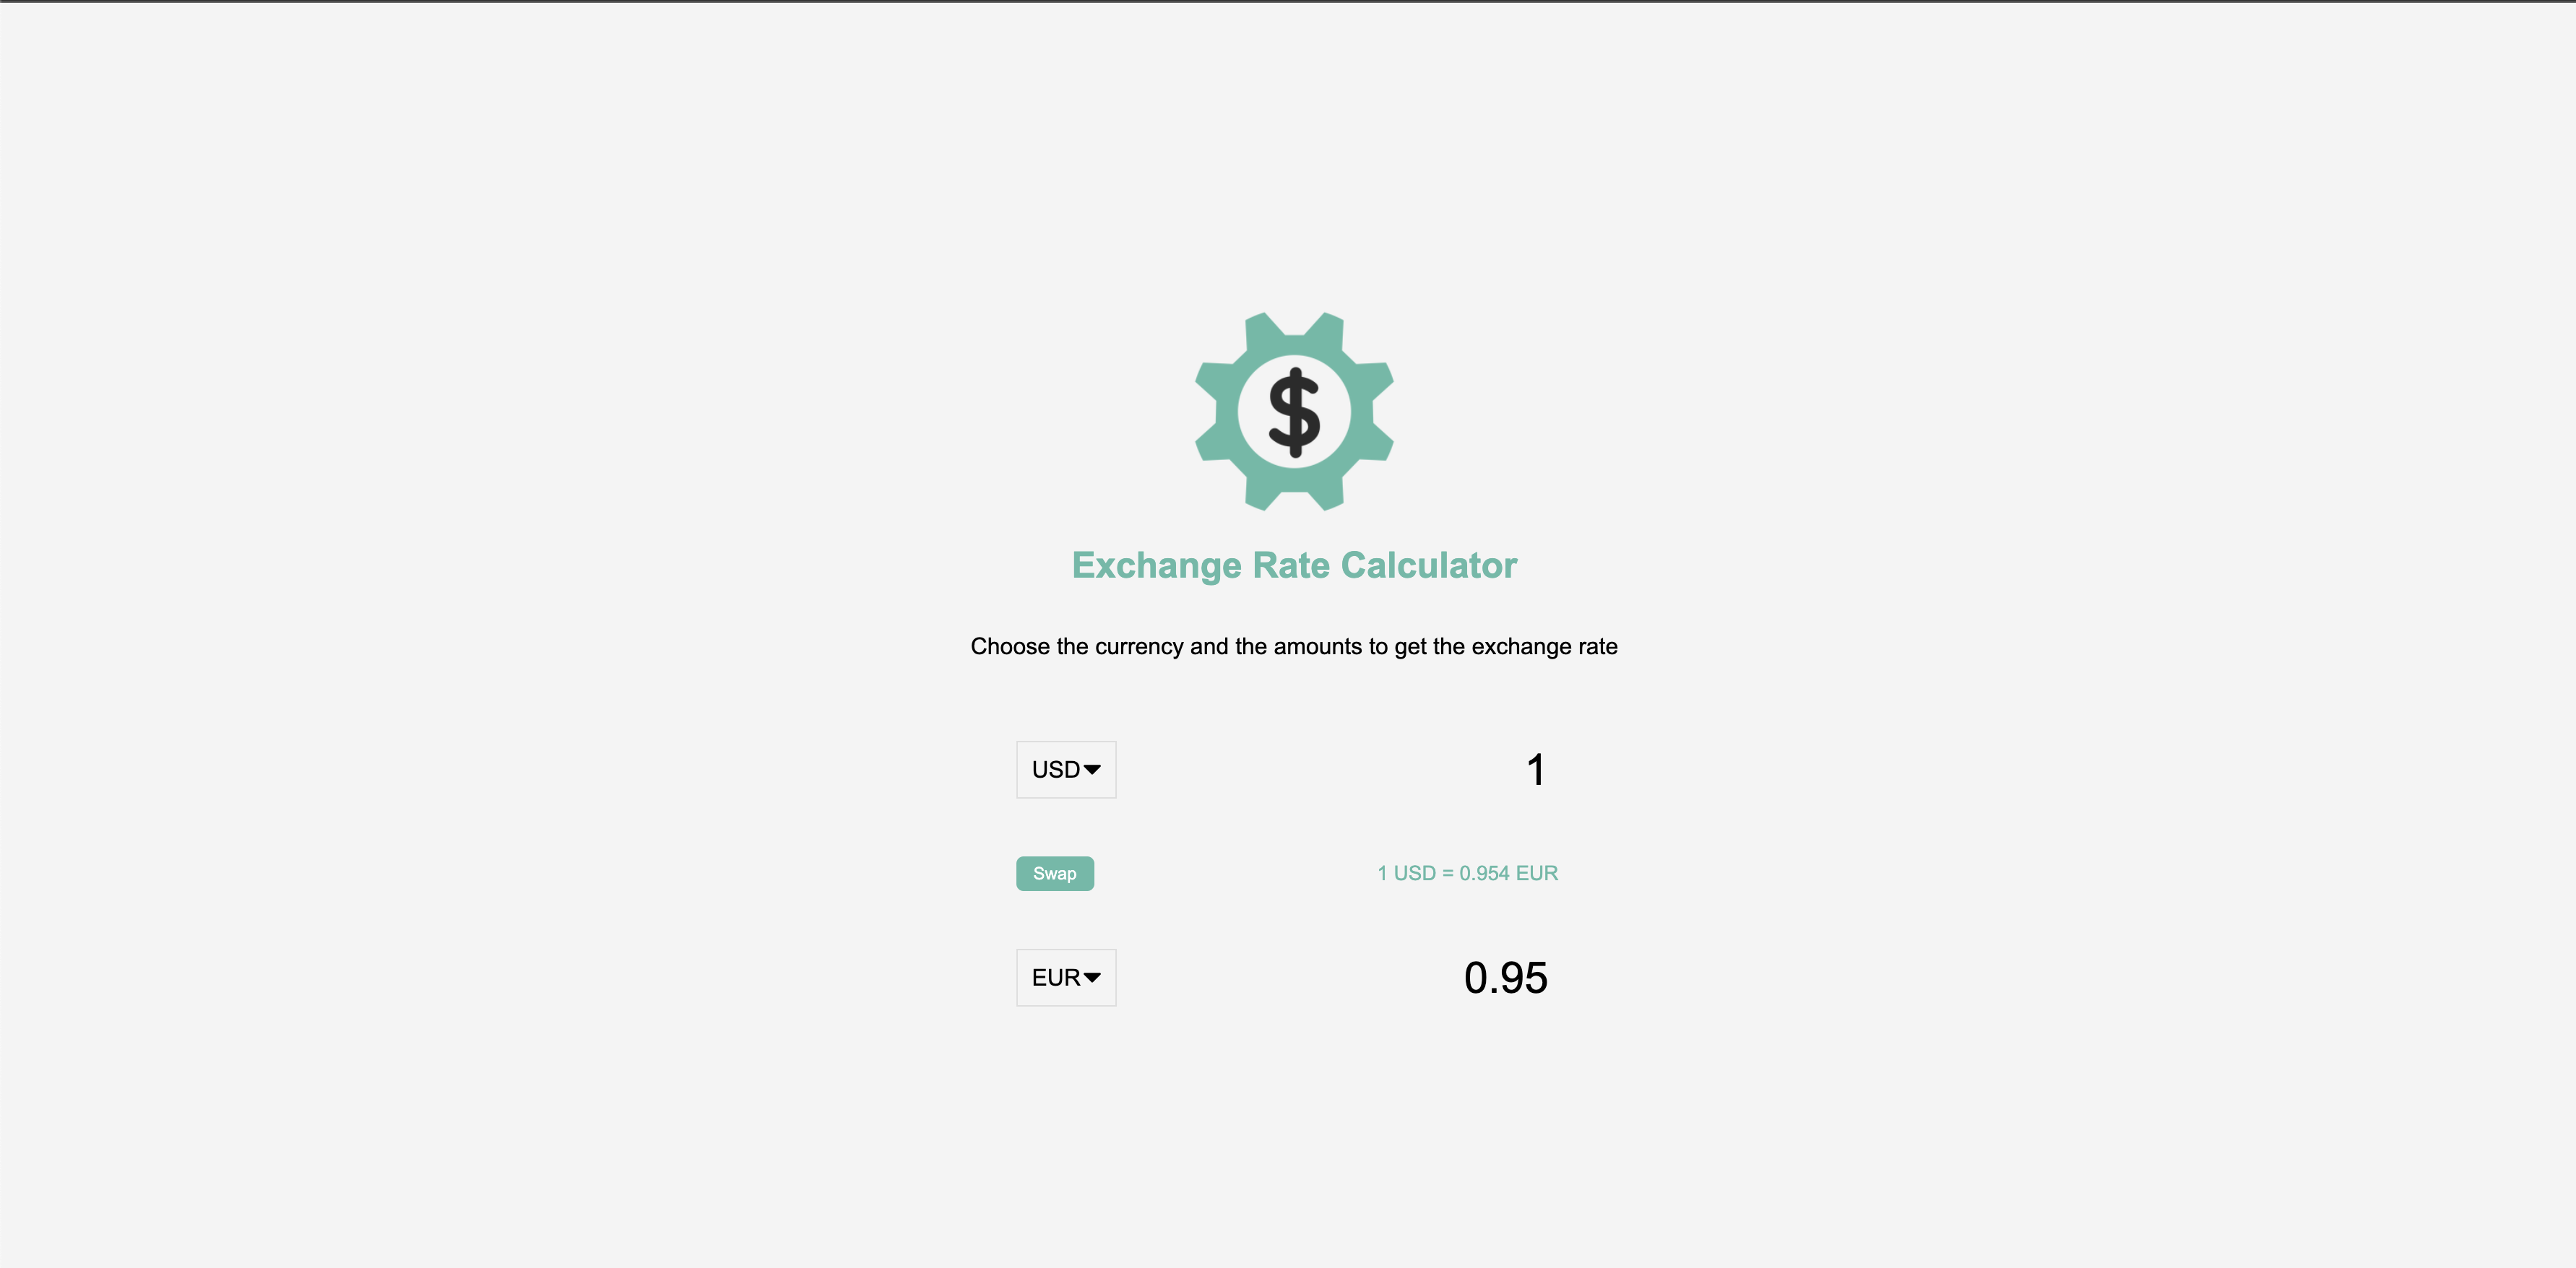 $
Exchange Rate Calculator
Choose the currency and the amounts to get the exchange rate
USD 1
Swap 1 USD = 0.954 EUR
EUR 0.95